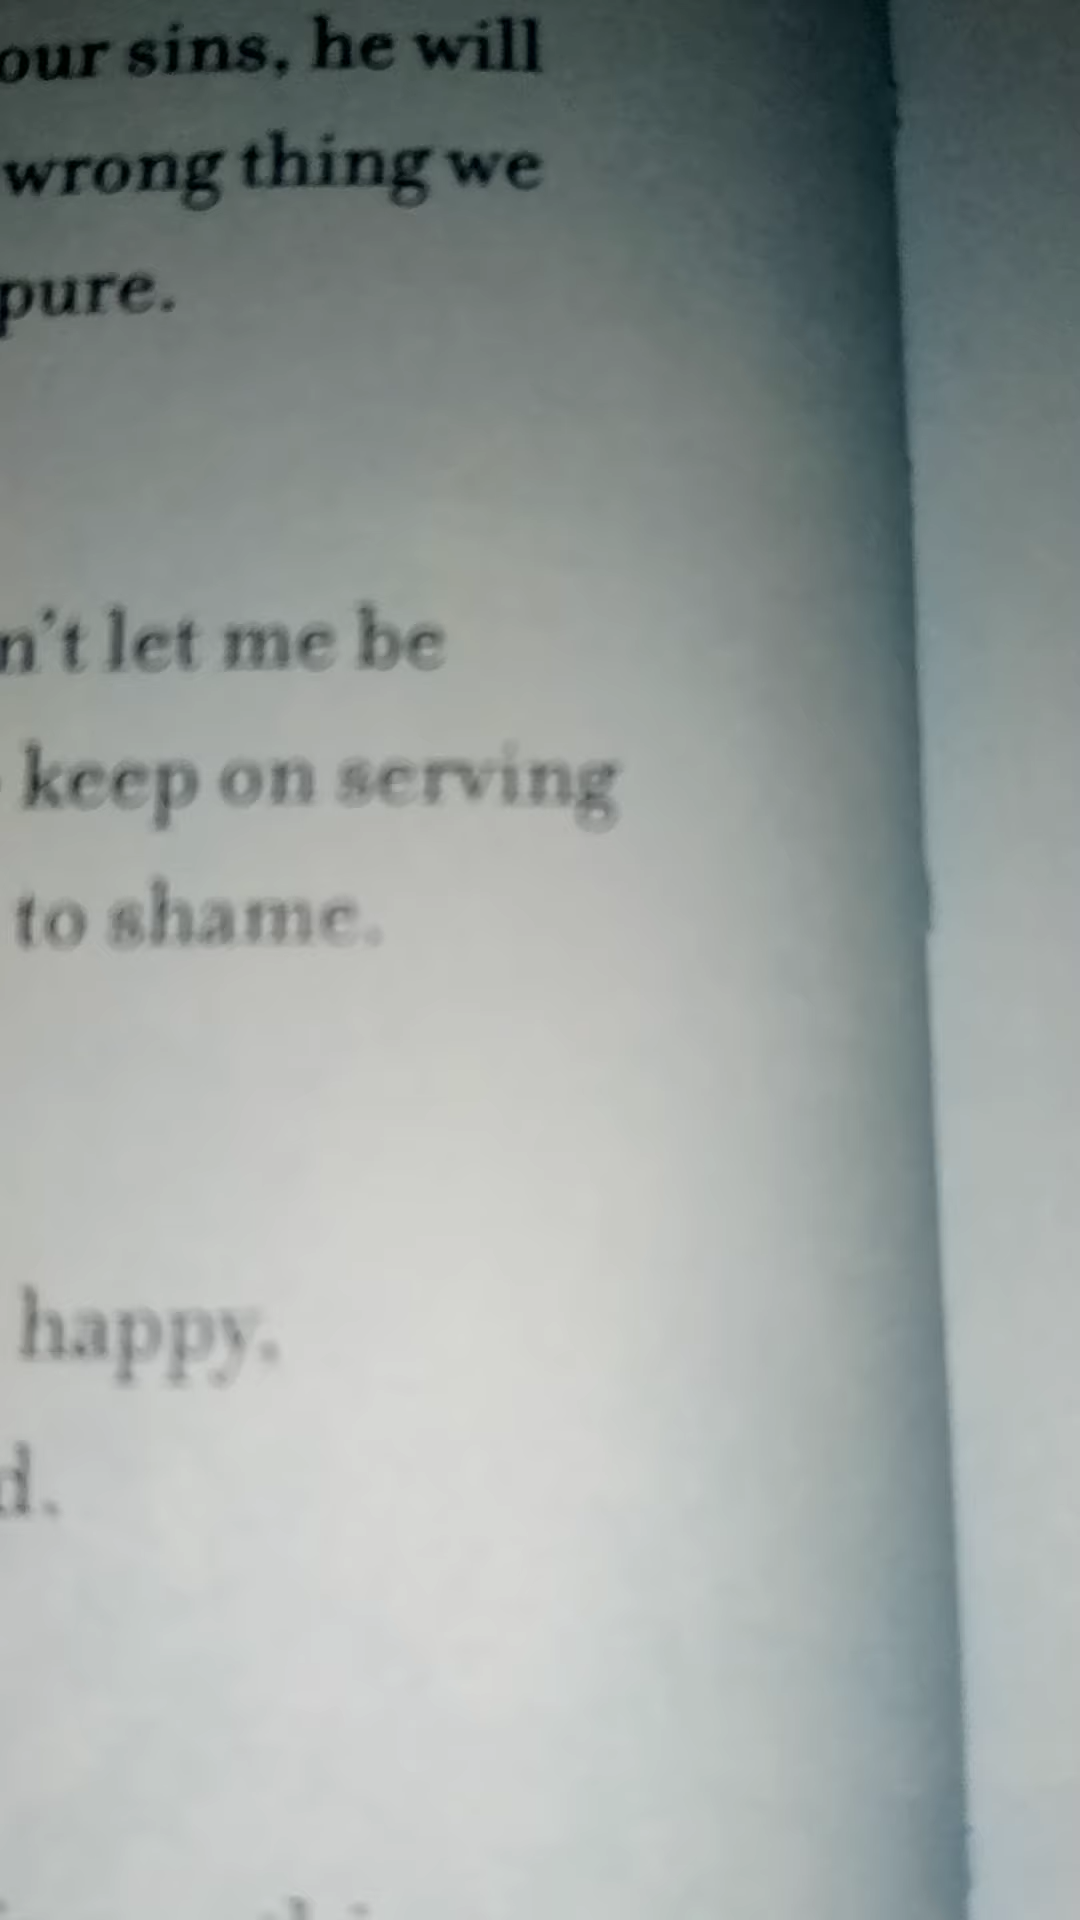 our sins, he will
wrong thing we
pure.
n't let me be
keep on serving
to shame.
happy.
d.